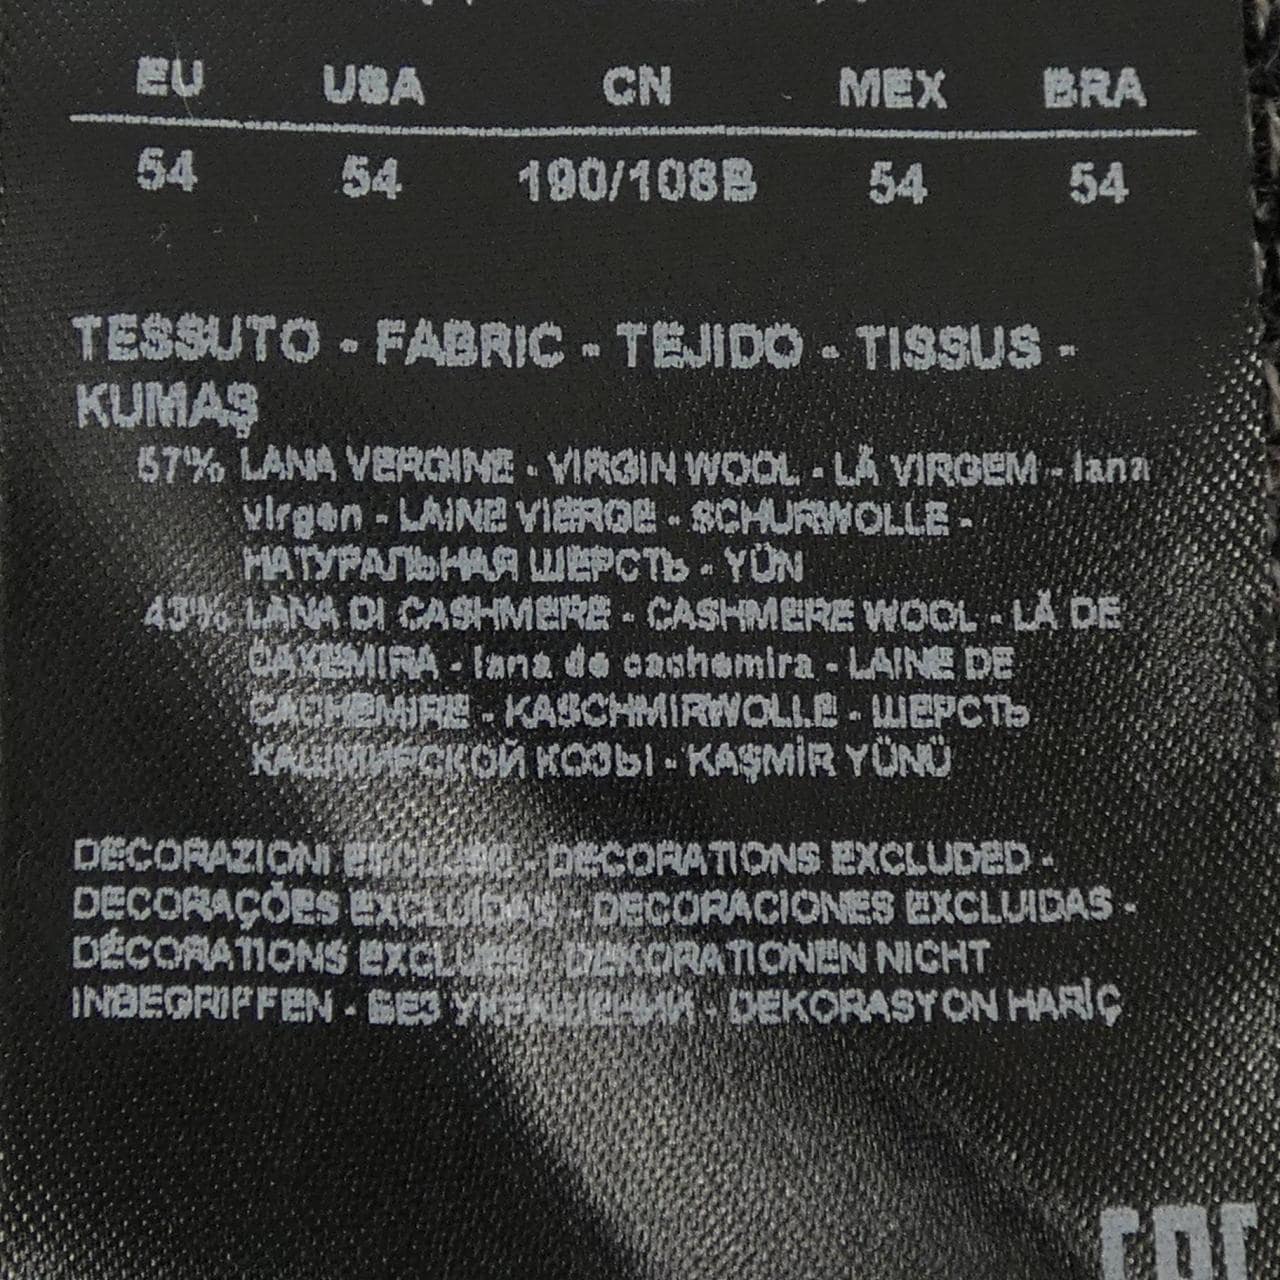 EU USA CN MEX BRA
54 54 190/108B 54 54
TESSUTO - FABRIC - TEJIDO - TISSUS -
KUMAŞ
57% LANA VERGINE - VIRGIN WOOL - LÃ VIRGEM - lana
virgen - LAINE VIERGE - SCHURWOLLE -
НАТУРАЛЬНАЯ ШЕРСТЬ - YÜN
43% LANA DI CASHMERE - CASHMERE WOOL - LÃ DE
CAXEMIRA - lana de cachemira - LAINE DE
CACHEMIRE - KASCHMIRWOLLE - ШЕРСТЬ
КАШМИРСКОЙ КОЗЫ - KAŞMİR YÜNÜ
DECORAZIONI ESCLUSE - DECORATIONS EXCLUDED -
DECORAÇÕES EXCLUÍDAS - DECORACIONES EXCLUIDAS -
DÉCORATIONS EXCLUES - DEKORATIONEN NICHT
INBEGRIFFEN - БЕЗ УКРАШЕНИЙ - DEKORASYON HARİÇ